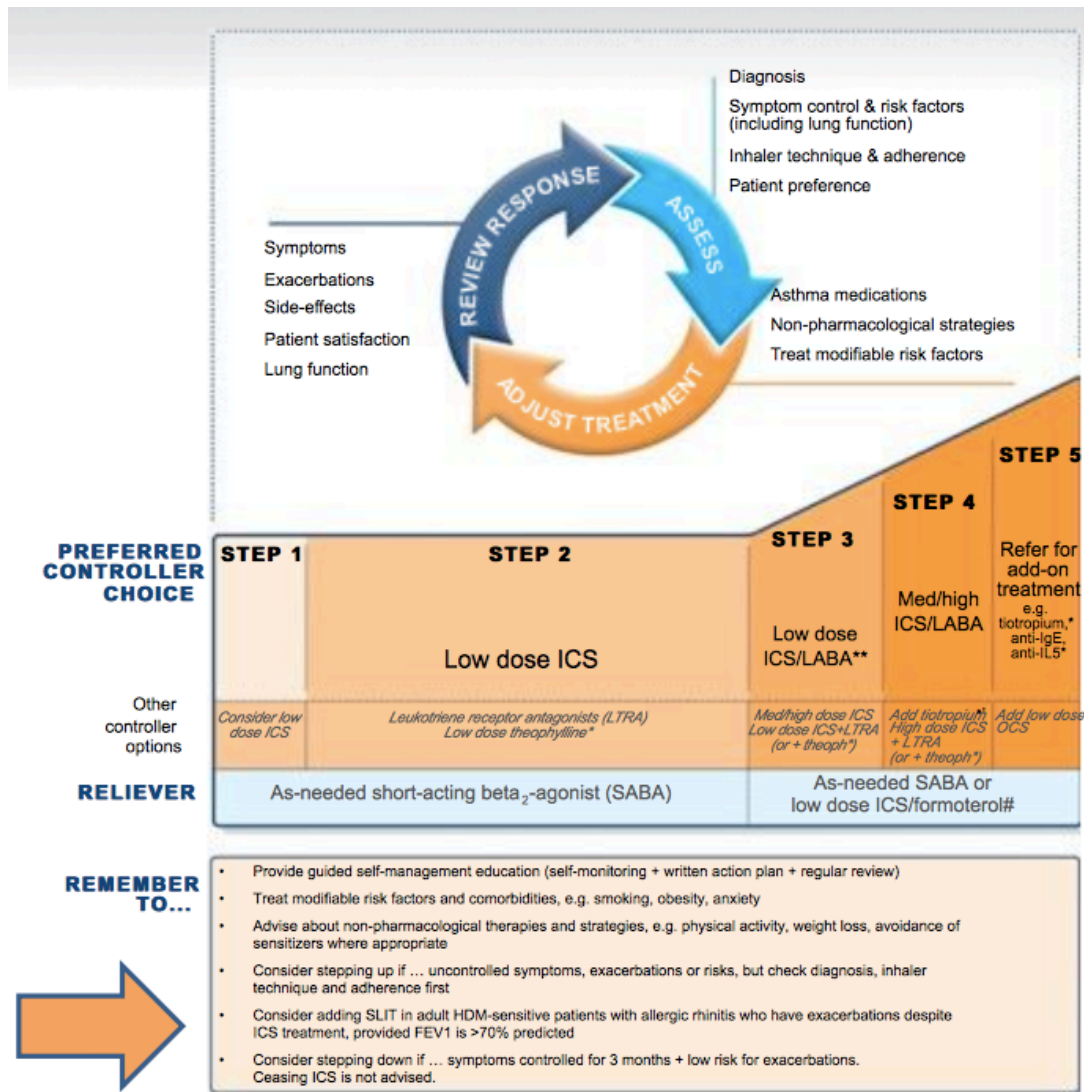 Diagnosis
Symptom control & risk factors
(including lung function)
Inhaler technique & adherence
Patient preference
REVIEW RESPONSE
ASSESS
ADJUST TREATMENT
Symptoms
Exacerbations
Side-effects
Patient satisfaction
Lung function
Asthma medications
Non-pharmacological strategies
Treat modifiable risk factors
PREFERRED
CONTROLLER
CHOICE
STEP 1
STEP 2
Low dose ICS
STEP 3
Low dose
ICS/LABA**
STEP 4
Med/high
ICS/LABA
STEP 5
Refer for
add-on
treatment
e.g.
tiotropium,*
anti-IgE,
anti-IL5*
Other
controller
options
Consider low
dose ICS
Leukotriene receptor antagonists (LTRA)
Low dose theophylline*
Med/high dose ICS
Low dose ICS+LTRA
(or + theoph*)
Add tiotropium
High dose ICS
+ LTRA
(or + theoph*)
Add low dose
OCS
RELIEVER
As-needed short-acting beta2-agonist (SABA)
As-needed SABA or
low dose ICS/formoterol#
REMEMBER
TO...
• Provide guided self-management education (self-monitoring + written action plan + regular review)
• Treat modifiable risk factors and comorbidities, e.g. smoking, obesity, anxiety
• Advise about non-pharmacological therapies and strategies, e.g. physical activity, weight loss, avoidance of
sensitizers where appropriate
• Consider stepping up if ... uncontrolled symptoms, exacerbations or risks, but check diagnosis, inhaler
technique and adherence first
• Consider adding SLIT in adult HDM-sensitive patients with allergic rhinitis who have exacerbations despite
ICS treatment, provided FEV1 is >70% predicted
• Consider stepping down if ... symptoms controlled for 3 months + low risk for exacerbations.
Ceasing ICS is not advised.